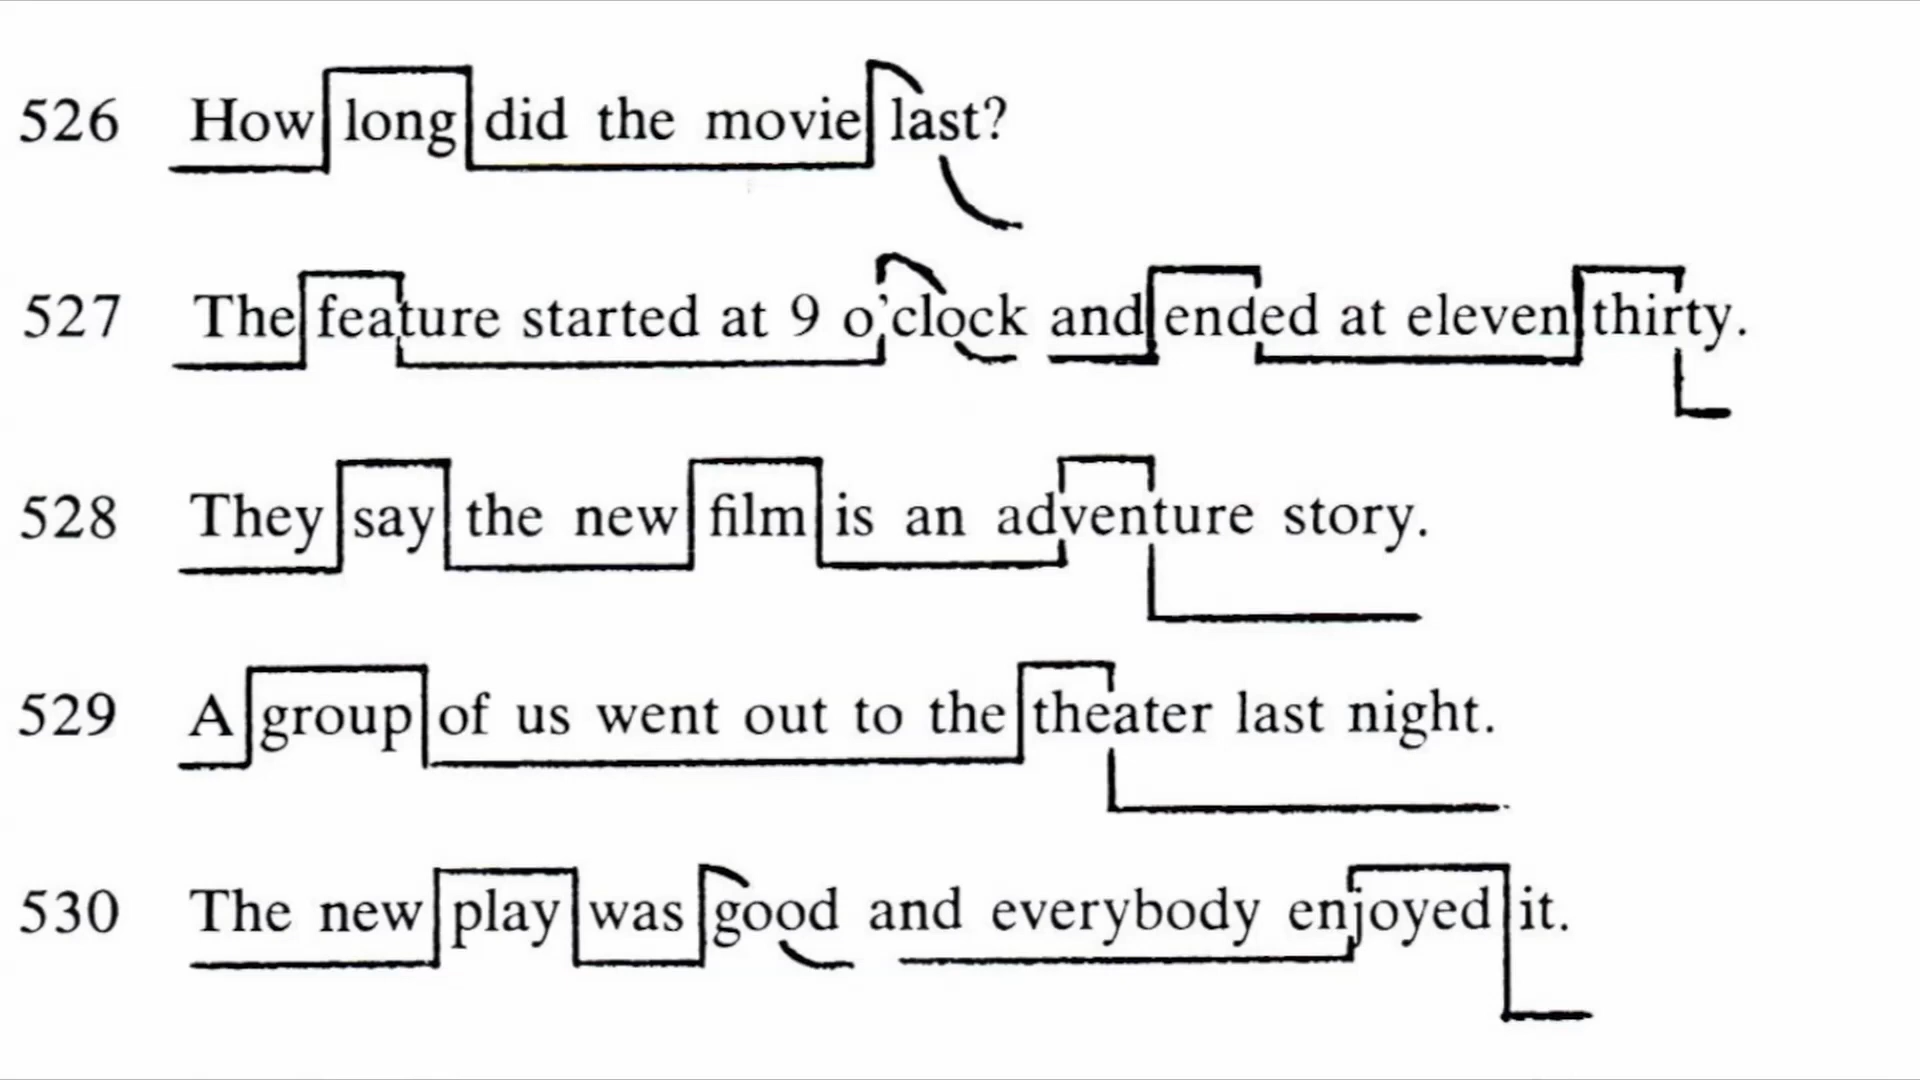 526 How long did the movie last?
527 The feature started at 9 o'clock and ended at eleven thirty.
528 They say the new film is an adventure story.
529 A group of us went out to the theater last night.
530 The new play was good and everybody enjoyed it.